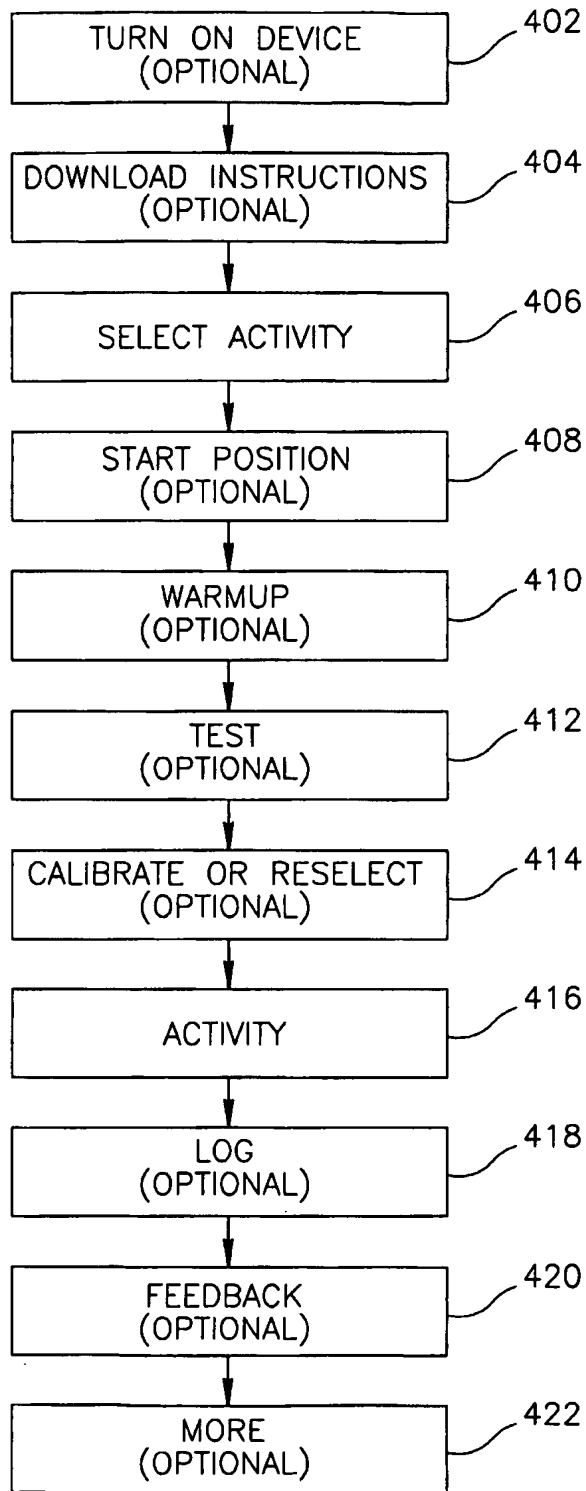 402
TURN ON DEVICE
(OPTIONAL)
404
DOWNLOAD INSTRUCTIONS
(OPTIONAL)
406
SELECT ACTIVITY
408
START POSITION
(OPTIONAL)
410
WARMUP
(OPTIONAL)
412
TEST
(OPTIONAL)
414
CALIBRATE OR RESELECT
(OPTIONAL)
416
ACTIVITY
418
LOG
(OPTIONAL)
420
FEEDBACK
(OPTIONAL)
422
MORE
(OPTIONAL)